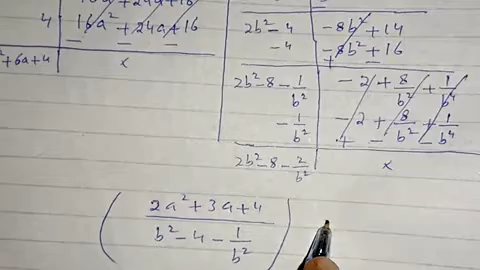 4 | 16a² + 24a + 16
²+6a+4 | x
2b² - 4 | - 8b² + 14
- 4 | - 8b² + 16
+ -
2b² - 8 - 1/b² | - 2 + 8/b² + 1/b⁴
- 1/b² | - 2 + 8/b² + 1/b⁴
+ - -
2b² - 8 - 2/b² | x
( (2a² + 3a + 4) / (b² - 4 - 1/b²) )